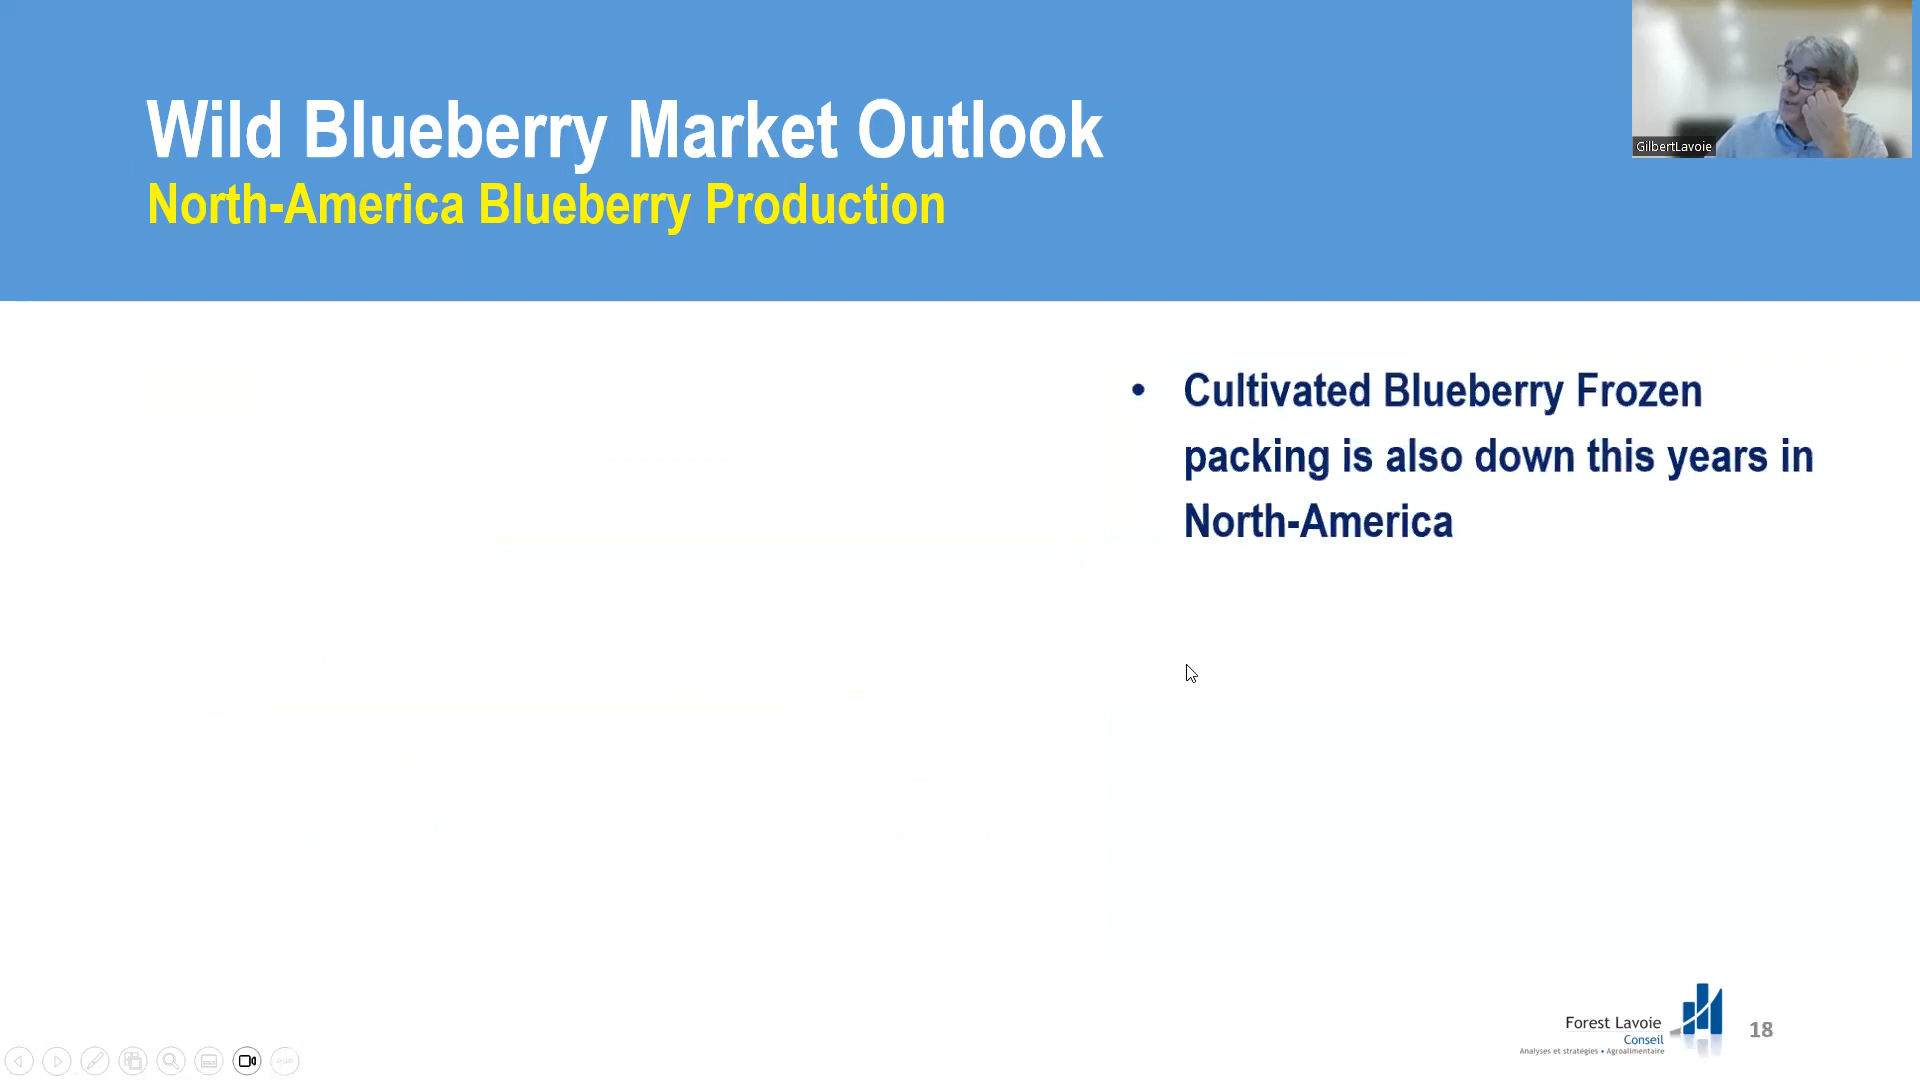 Wild Blueberry Market Outlook
North-America Blueberry Production
GilbertLavoie
• Cultivated Blueberry Frozen
packing is also down this years in
North-America
Forest Lavoie
Conseil
Analyses et stratégies • Agroalimentaire
18